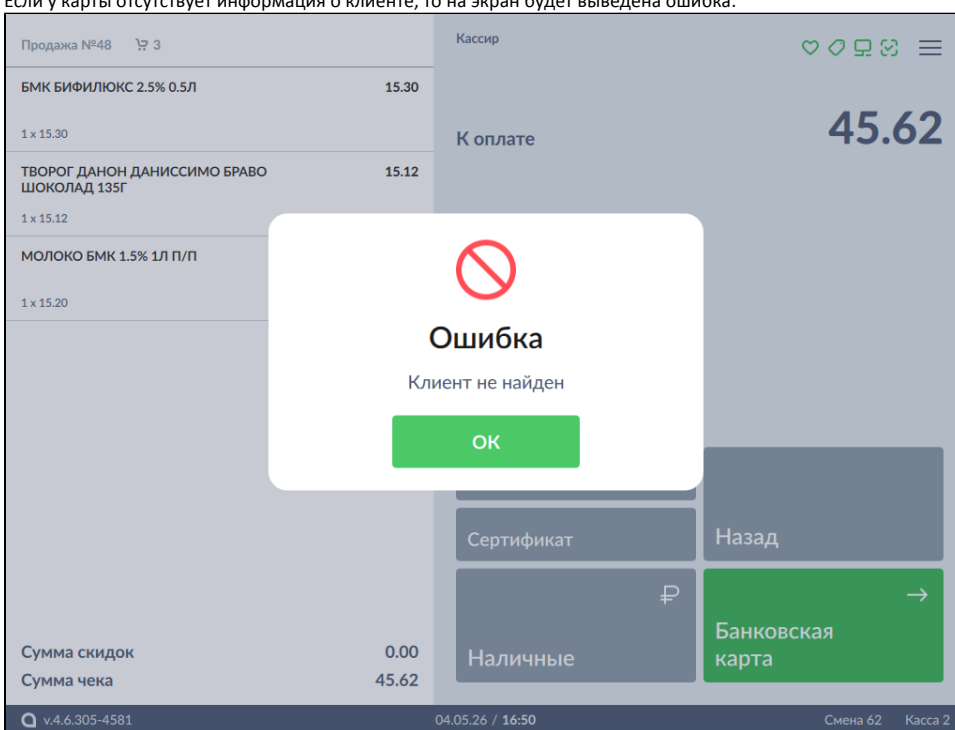 Если у карты отсутствует информация о клиенте, то на экран будет выведена ошибка.
Продажа №48 3
БМК БИФИЛЮКС 2.5% 0.5Л 15.30
1 x 15.30
ТВОРОГ ДАНОН ДАНИССИМО БРАВО 15.12
ШОКОЛАД 135Г
1 x 15.12
МОЛОКО БМК 1.5% 1Л П/П
1 x 15.20
Сумма скидок 0.00
Сумма чека 45.62
Кассир
К оплате 45.62
Ошибка
Клиент не найден
ОК
Сертификат
Назад
₽
Наличные
Банковская
карта
v.4.6.305-4581 04.05.26 / 16:50 Смена 62 Касса 2